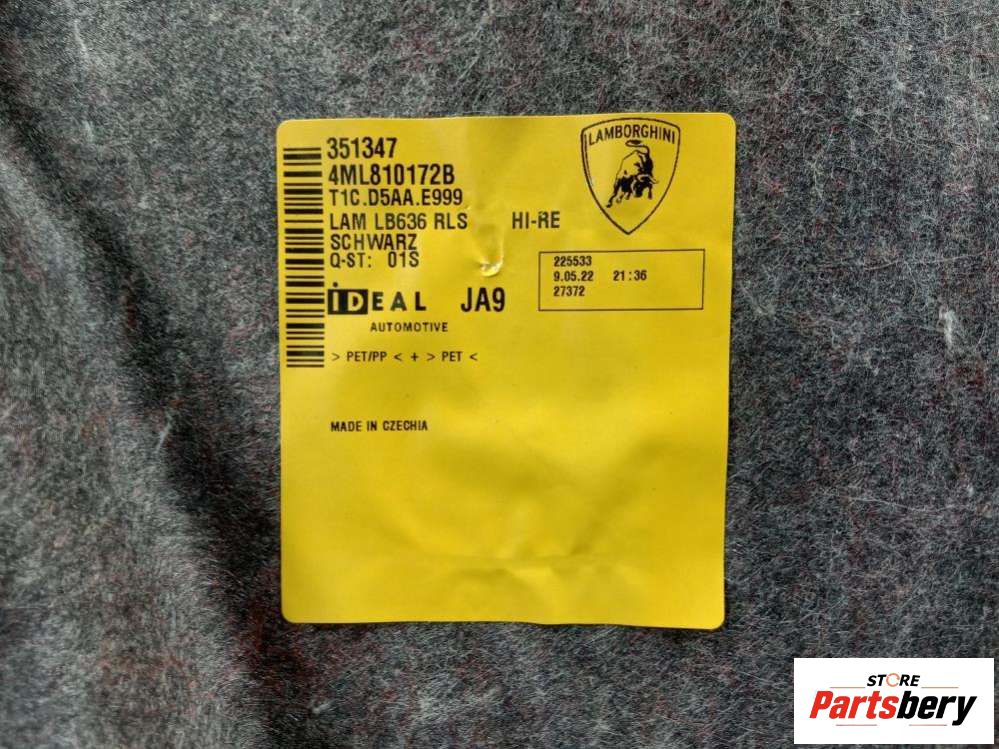 351347
4ML810172B
T1C.D5AA.E999
LAM LB636 RLS HI-RE
SCHWARZ
Q-ST: 01S
LAMBORGHINI
225533
9.05.22 21:36
27372
iDEAL JA9
AUTOMOTIVE
> PET/PP < + > PET <
MADE IN CZECHIA
STORE
Partsbery